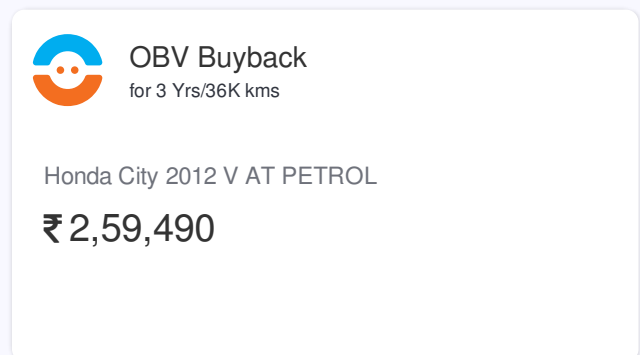 OBV Buyback
for 3 Yrs/36K kms
Honda City 2012 V AT PETROL
₹ 2,59,490